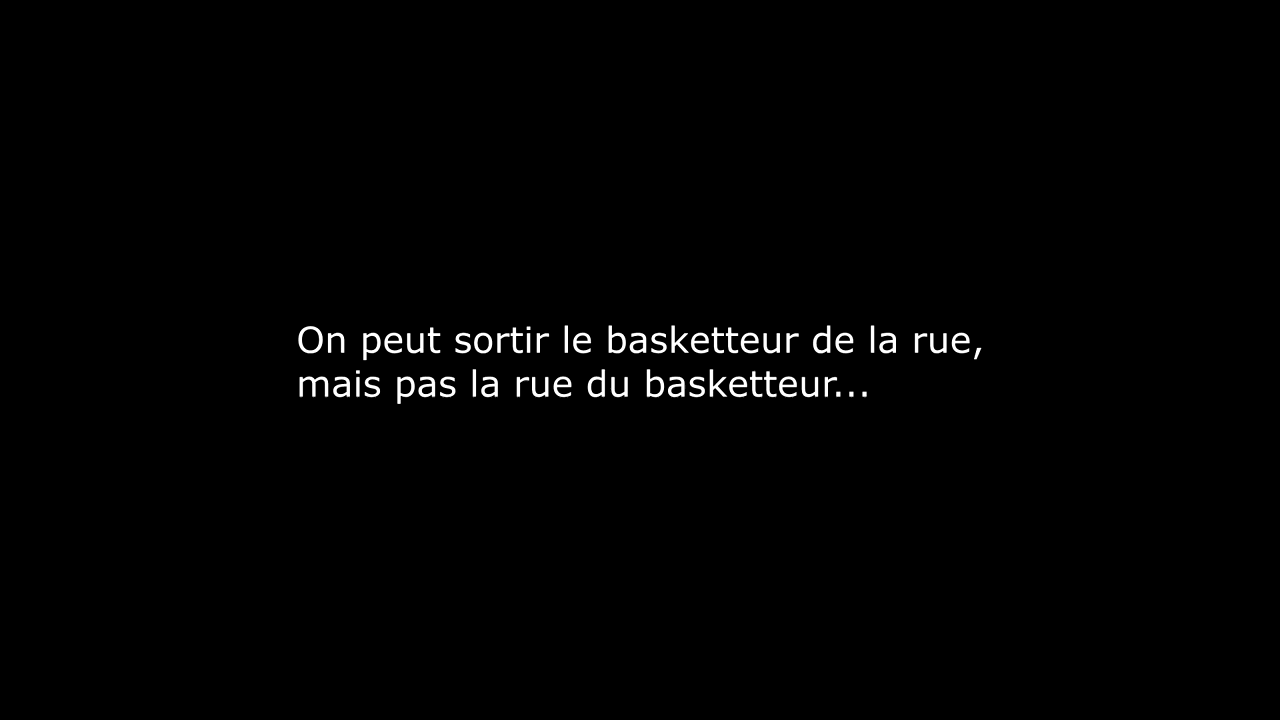 On peut sortir le basketteur de la rue,
mais pas la rue du basketteur...